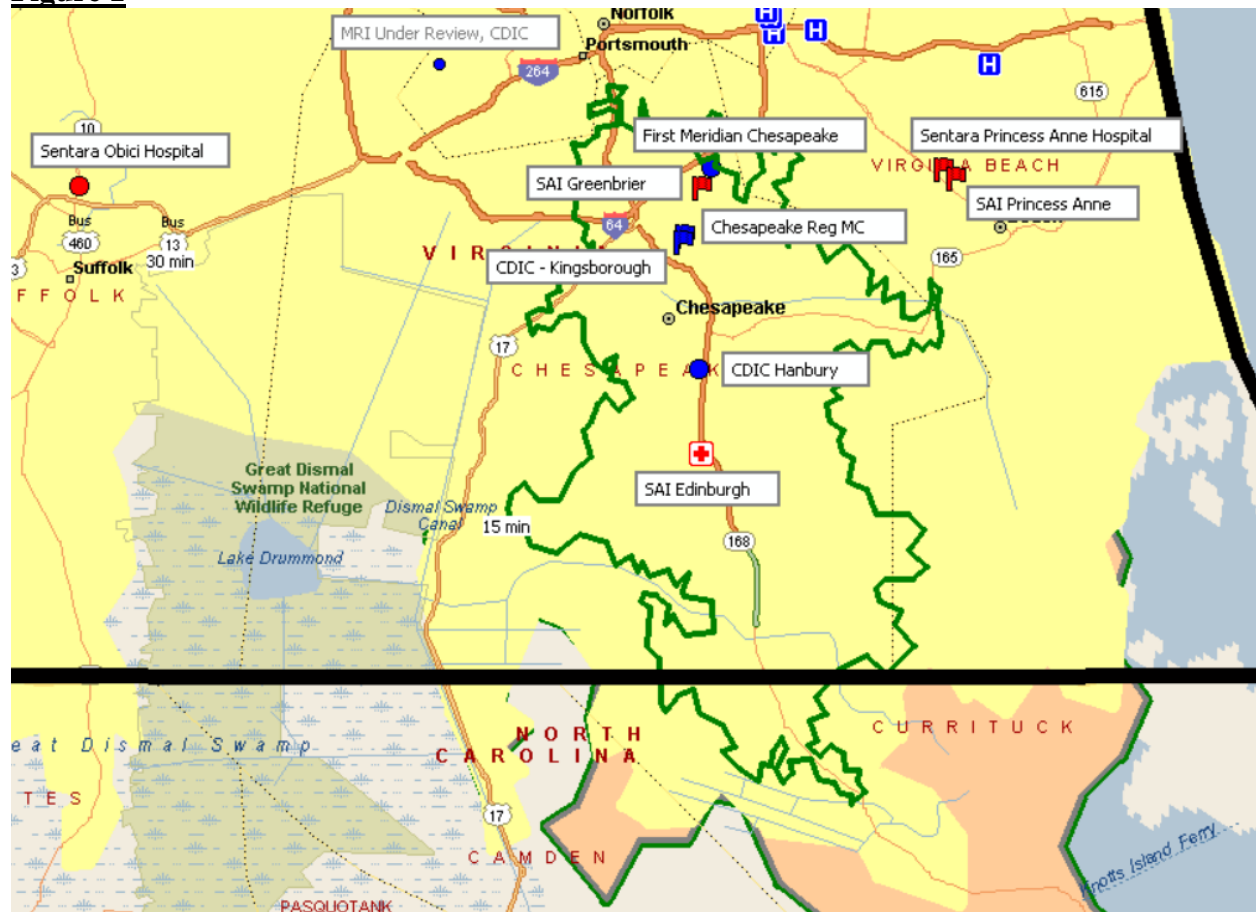 Norfolk
MRI Under Review, CDIC
Portsmouth
264
615
10
First Meridian Chesapeake
Sentara Princess Anne Hospital
Sentara Obici Hospital
VIRGINIA BEACH
SAI Greenbrier
SAI Princess Anne
Bus
460
Bus
13
30 min
64
Chesapeake Reg MC
VIRGINIA
165
CDIC - Kingsborough
Suffolk
FFOLK
Chesapeake
17
CHESAPEAKE
CDIC Hanbury
Great Dismal
Swamp National
Wildlife Refuge
SAI Edinburgh
Dismal Swamp
Canal
15 min
168
Lake Drummond
CURRITUCK
NORTH
CAROLINA
eat Dismal Swamp
TES
17
CAMDEN
Knotts Island Ferry
PASQUOTANK